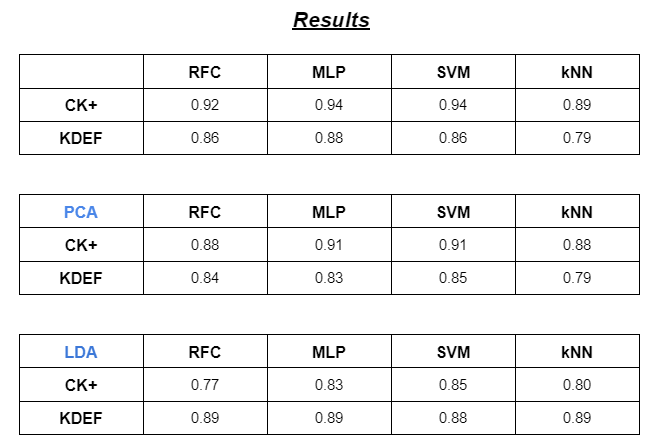 Results
RFC MLP SVM kNN
CK+ 0.92 0.94 0.94 0.89
KDEF 0.86 0.88 0.86 0.79
PCA RFC MLP SVM kNN
CK+ 0.88 0.91 0.91 0.88
KDEF 0.84 0.83 0.85 0.79
LDA RFC MLP SVM kNN
CK+ 0.77 0.83 0.85 0.80
KDEF 0.89 0.89 0.88 0.89